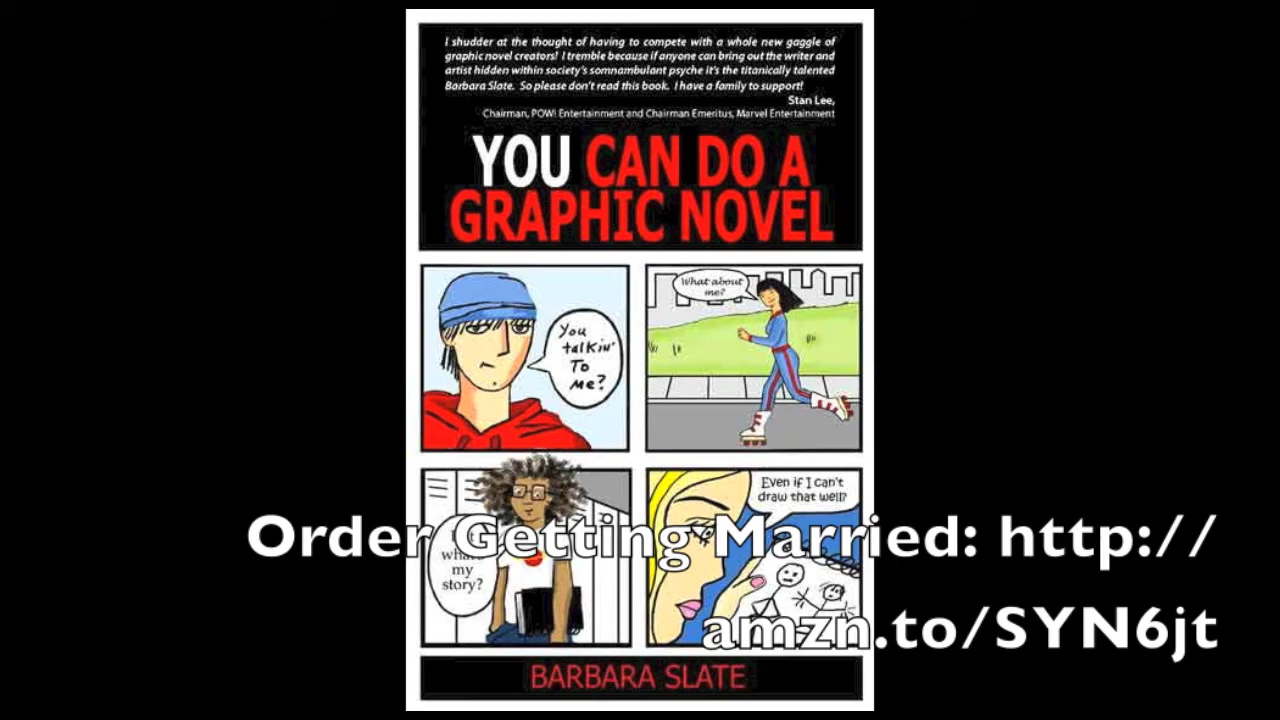 I shudder at the thought of having to compete with a whole new gaggle of
graphic novel creators! I tremble because if anyone can bring out the writer and
artist hidden within society's somnambulant psyche it's the titanically talented
Barbara Slate. So please don't read this book. I have a family to support!
Stan Lee,
Chairman, POW! Entertainment and Chairman Emeritus, Marvel Entertainment
YOU CAN DO A
GRAPHIC NOVEL
You
talkin'
To
me?
What about
me?
my
story?
Even if I can't
draw that well?
Order Getting Married: http://
amzn.to/SYN6jt
BARBARA SLATE